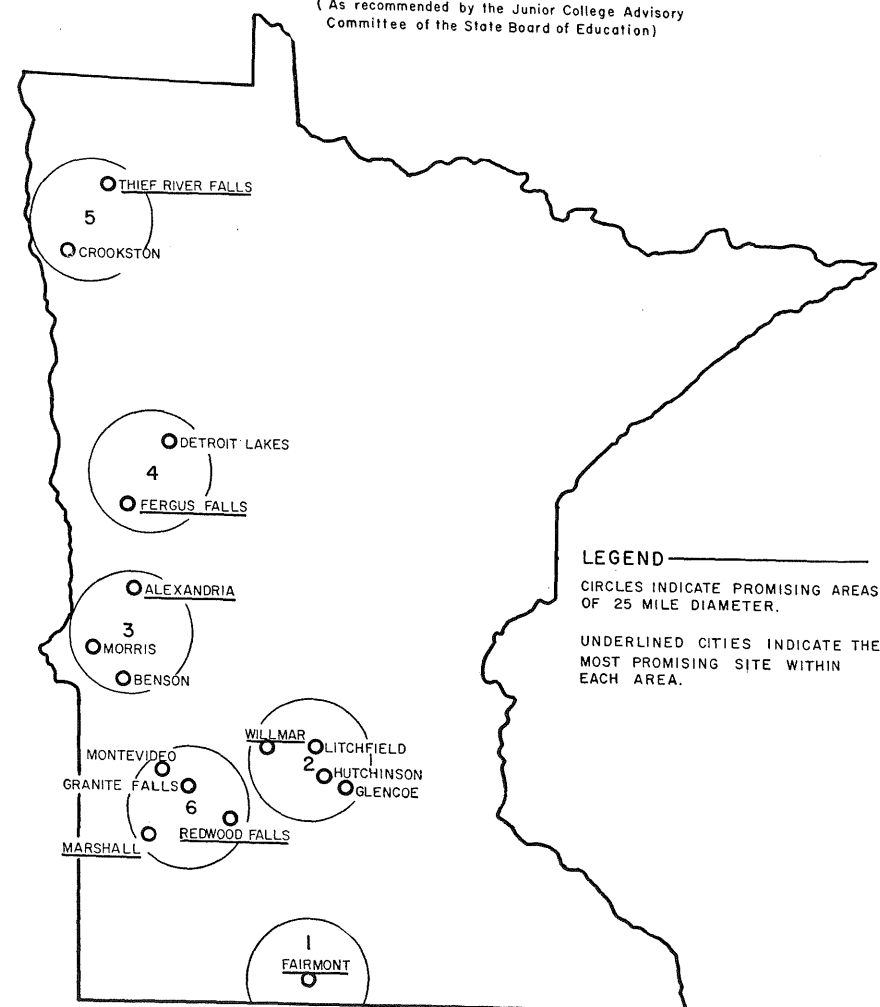 ( As recommended by the Junior College Advisory
Committee of the State Board of Education)
THIEF RIVER FALLS
5
CROOKSTON
DETROIT LAKES
4
FERGUS FALLS
LEGEND
CIRCLES INDICATE PROMISING AREAS
OF 25 MILE DIAMETER.
UNDERLINED CITIES INDICATE THE
MOST PROMISING SITE WITHIN
EACH AREA.
ALEXANDRIA
3
MORRIS
BENSON
WILLMAR
LITCHFIELD
2
HUTCHINSON
GLENCOE
MONTEVIDEO
GRANITE FALLS
6
REDWOOD FALLS
MARSHALL
1
FAIRMONT